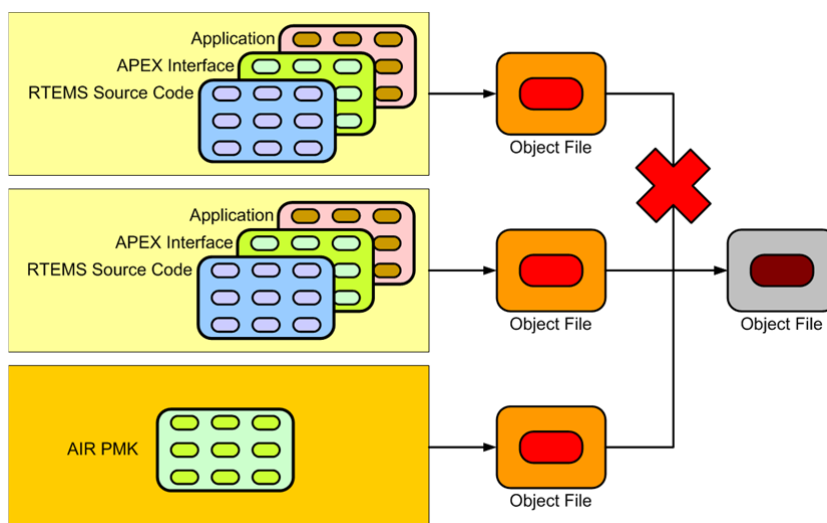 Application
APEX Interface
RTEMS Source Code
Object File
Application
APEX Interface
RTEMS Source Code
Object File
Object File
AIR PMK
Object File